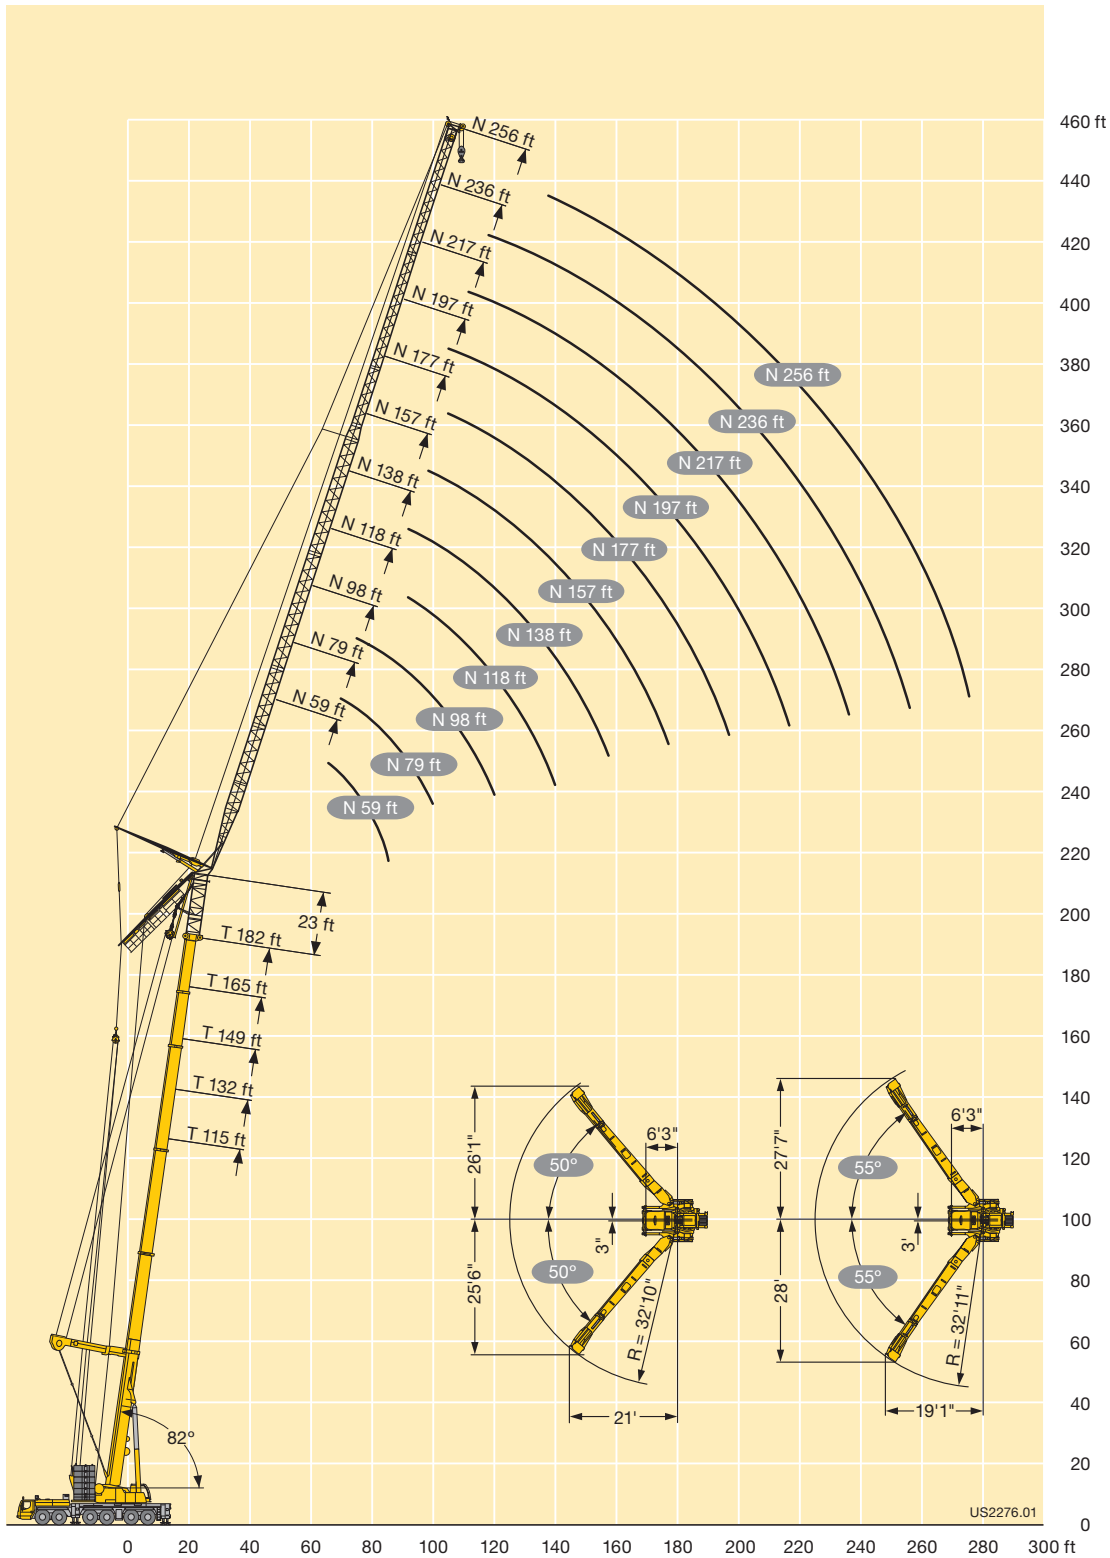 460 ft
440
420
400
380
360
340
320
300
280
260
240
220
200
180
160
140
120
100
80
60
40
20
0
N 256 ft
N 236 ft
N 217 ft
N 197 ft
N 177 ft
N 157 ft
N 138 ft
N 118 ft
N 98 ft
N 79 ft
N 59 ft
N 256 ft
N 236 ft
N 217 ft
N 197 ft
N 177 ft
N 157 ft
N 138 ft
N 118 ft
N 98 ft
N 79 ft
N 59 ft
23 ft
T 182 ft
T 165 ft
T 149 ft
T 132 ft
T 115 ft
82°
26'1"
25'6"
6'3"
50°
50°
3"
R = 32'10"
21'
27'7"
28'
6'3"
55°
55°
3'
R = 32'11"
19'1"
US2276.01
0 20 40 60 80 100 120 140 160 180 200 220 240 260 280 300 ft